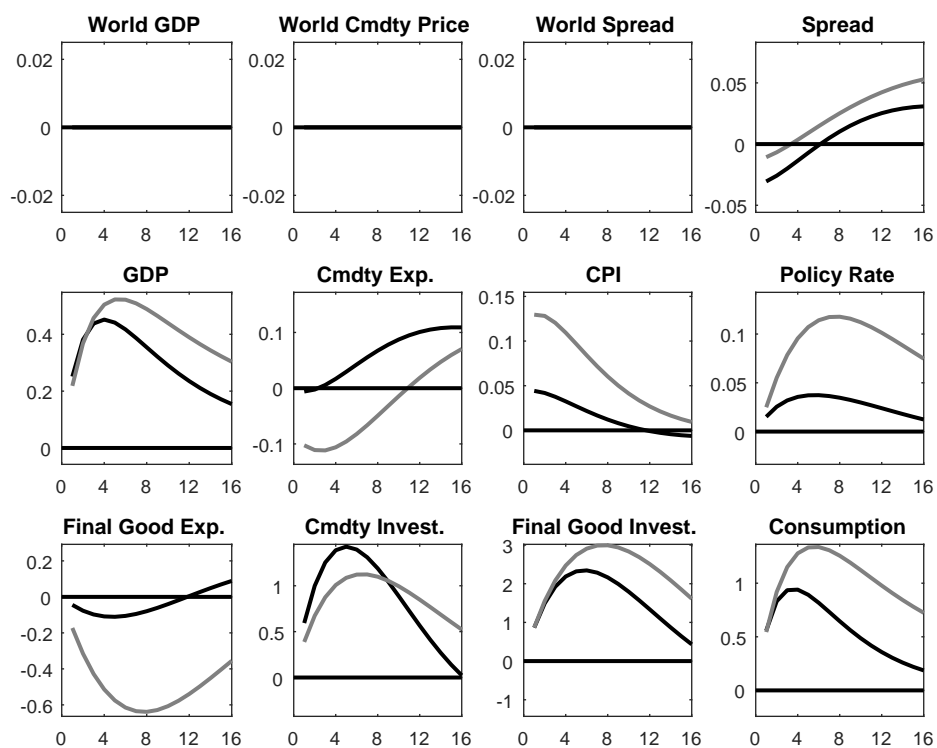 World GDP World Cmdty Price World Spread Spread
0.02 0.02 0.02 0.05
0 0 0 0
-0.02 -0.02 -0.02 -0.05
0 4 8 12 16 0 4 8 12 16 0 4 8 12 16 0 4 8 12 16
GDP Cmdty Exp. CPI Policy Rate
0.4 0.1 0.15 0.1
0.2 0 0.1 0.05
0 -0.1 0.05 0
0
0 4 8 12 16 0 4 8 12 16 0 4 8 12 16 0 4 8 12 16
Final Good Exp. Cmdty Invest. Final Good Invest. Consumption
0.2 1 3 1
0 0.5 2 0.5
-0.2 0 1 0
-0.4 0
-0.6 -1
0 4 8 12 16 0 4 8 12 16 0 4 8 12 16 0 4 8 12 16